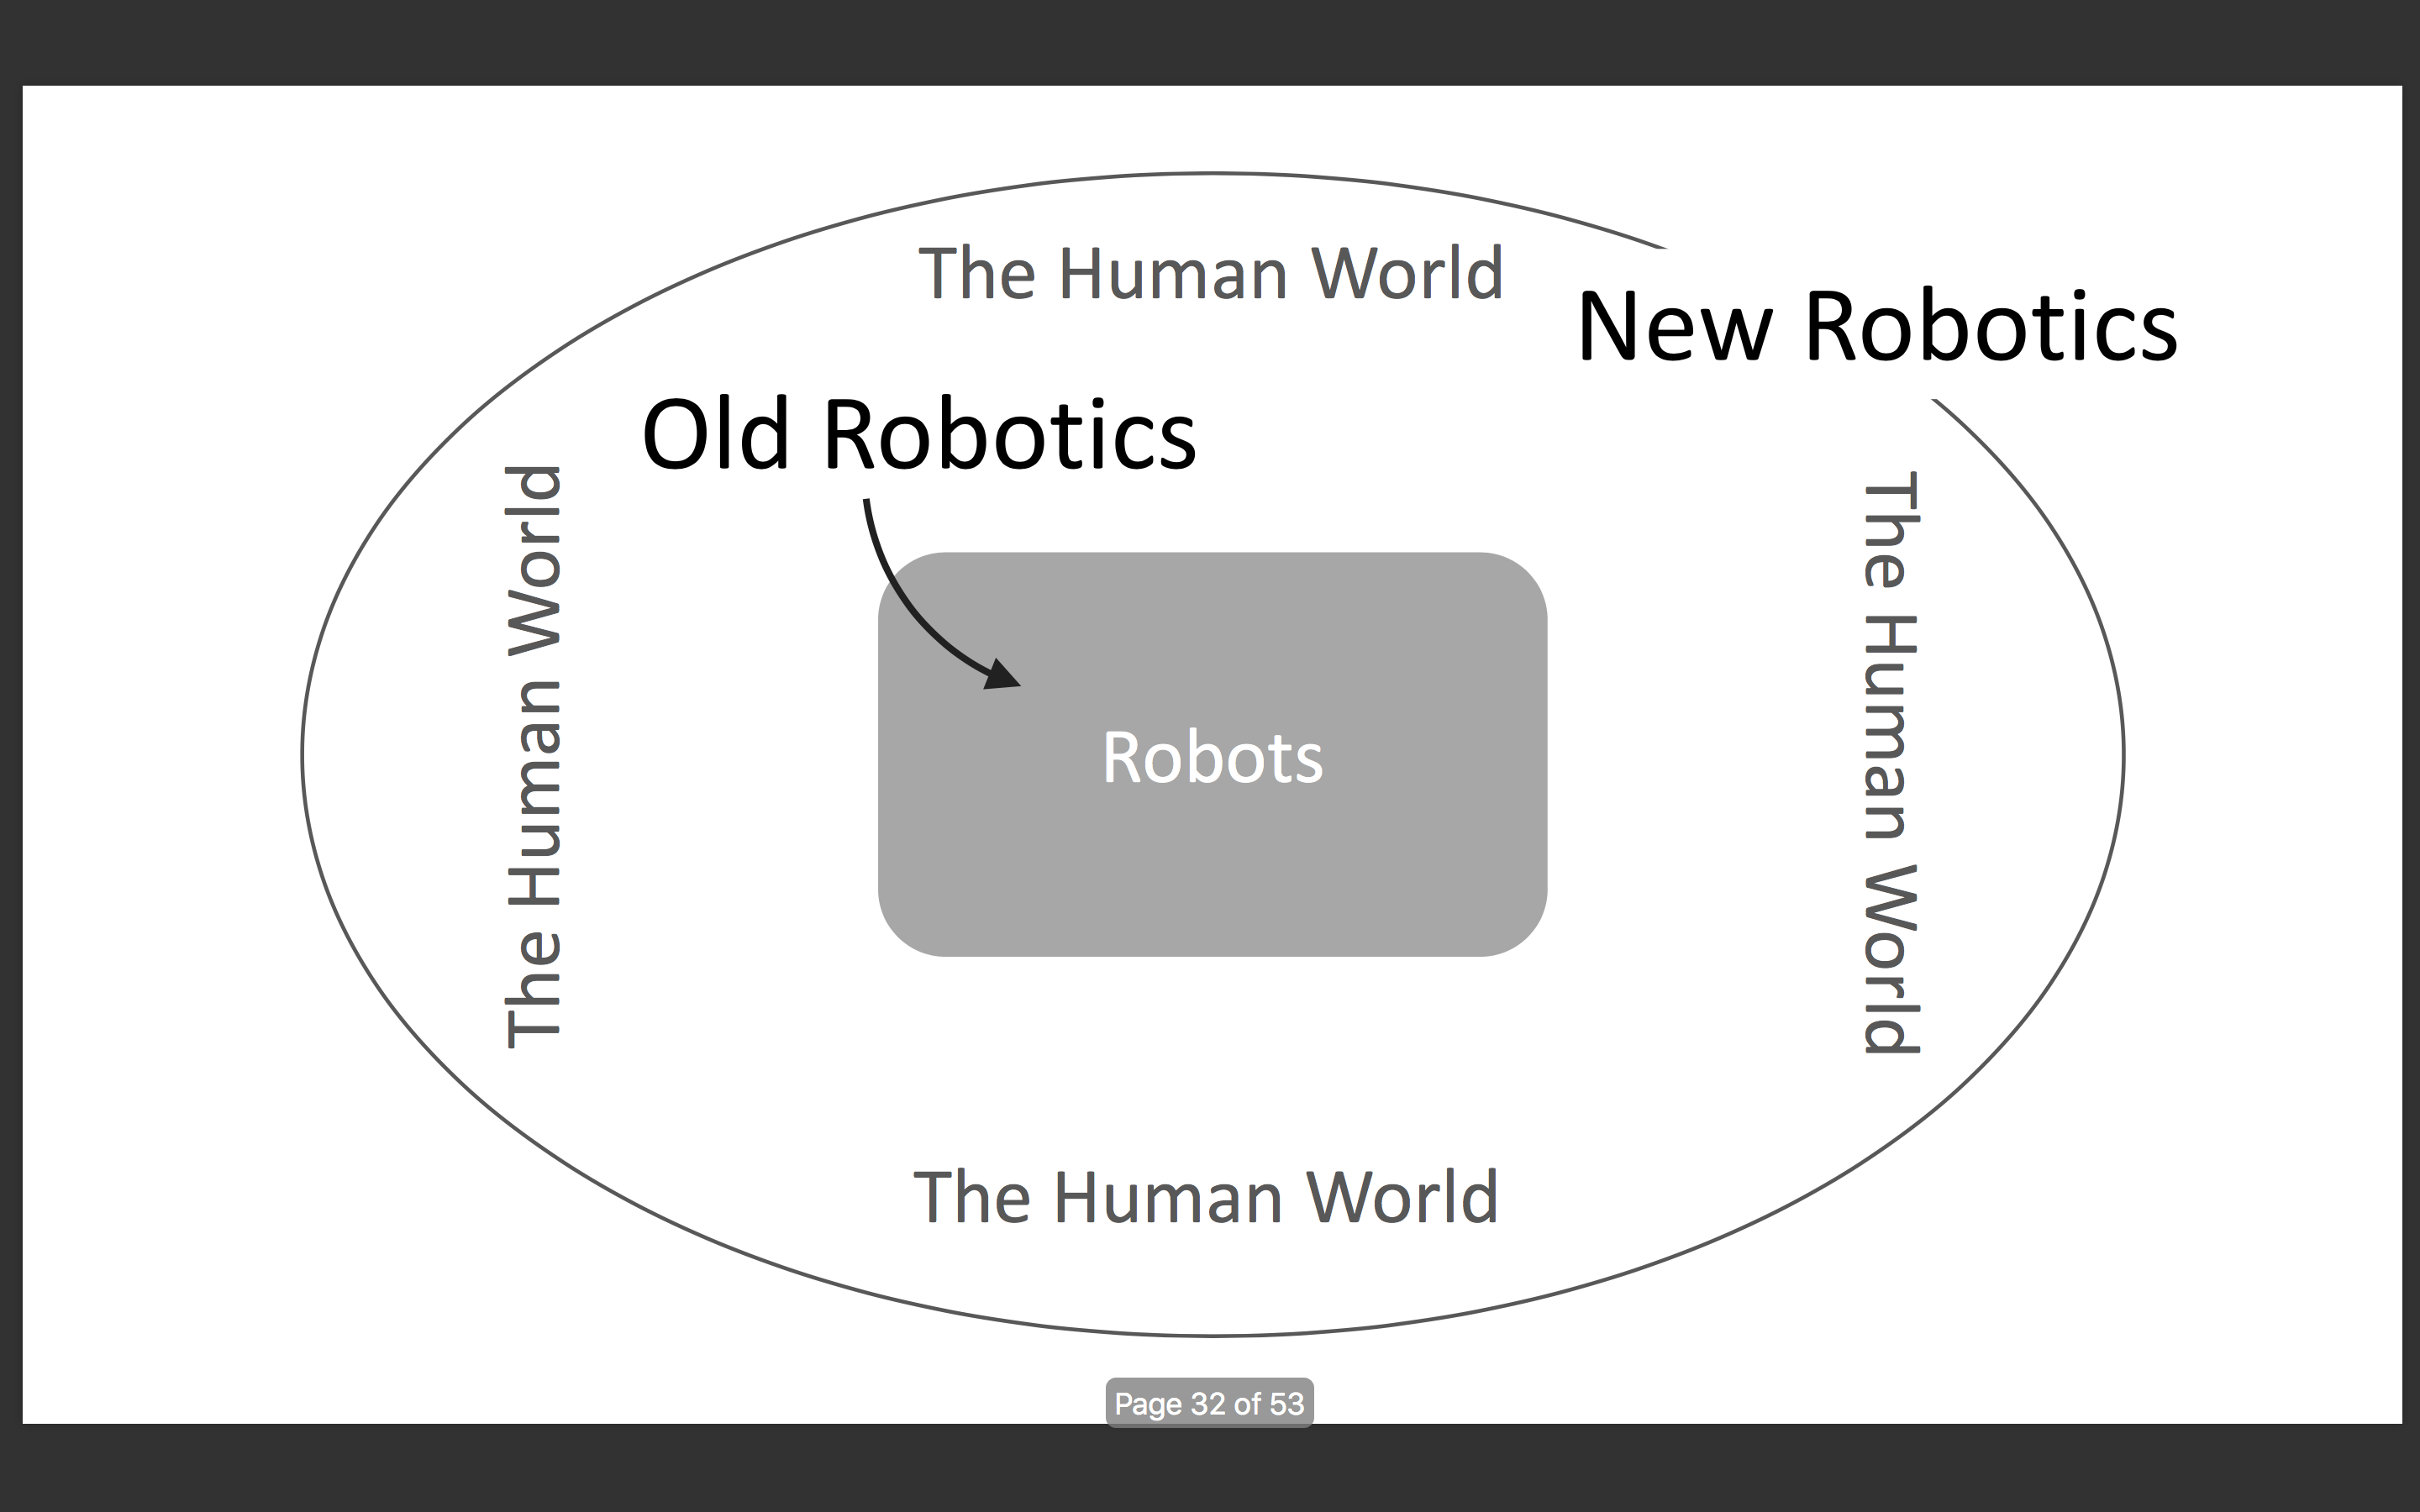 The Human World
New Robotics
Old Robotics
The Human World
The Human World
Robots
The Human World
Page 32 of 53